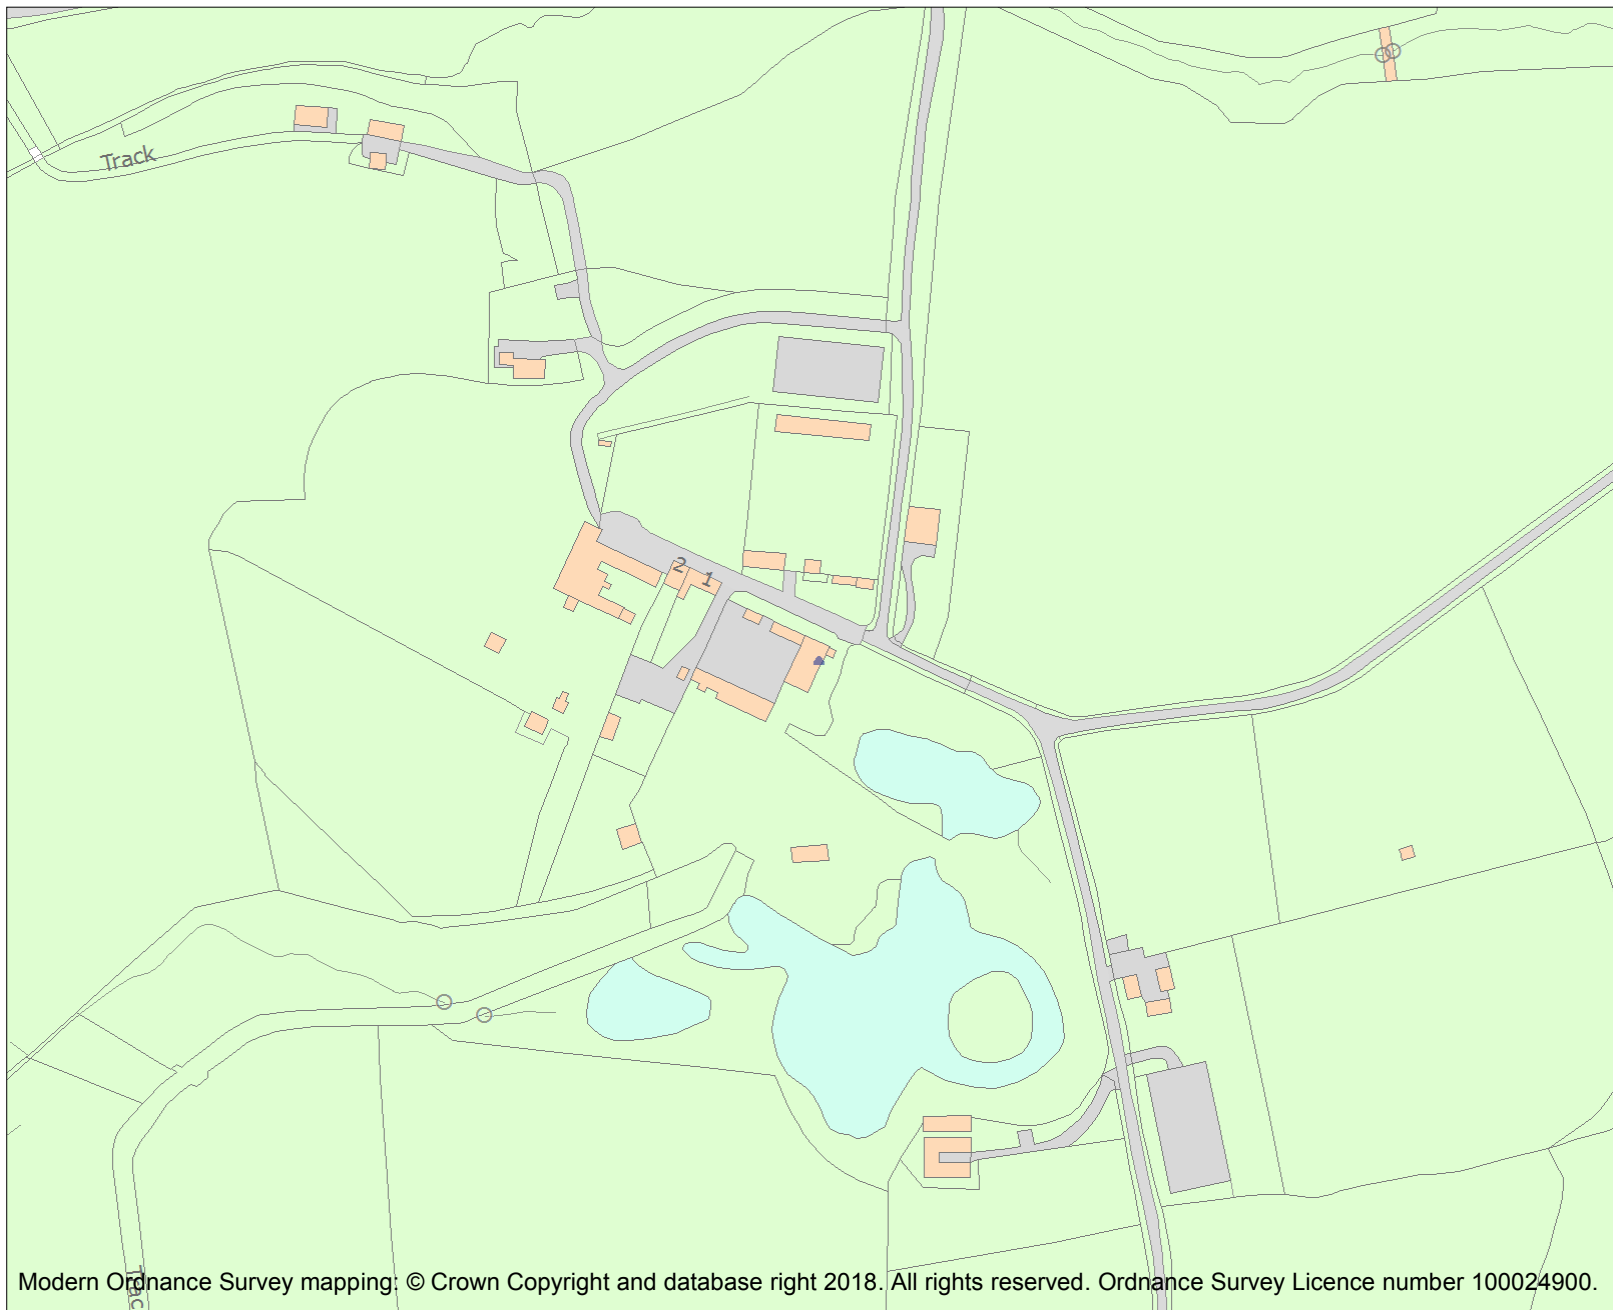 Track
2
1
Trac
Modern Ordnance Survey mapping: © Crown Copyright and database right 2018. All rights reserved. Ordnance Survey Licence number 100024900.